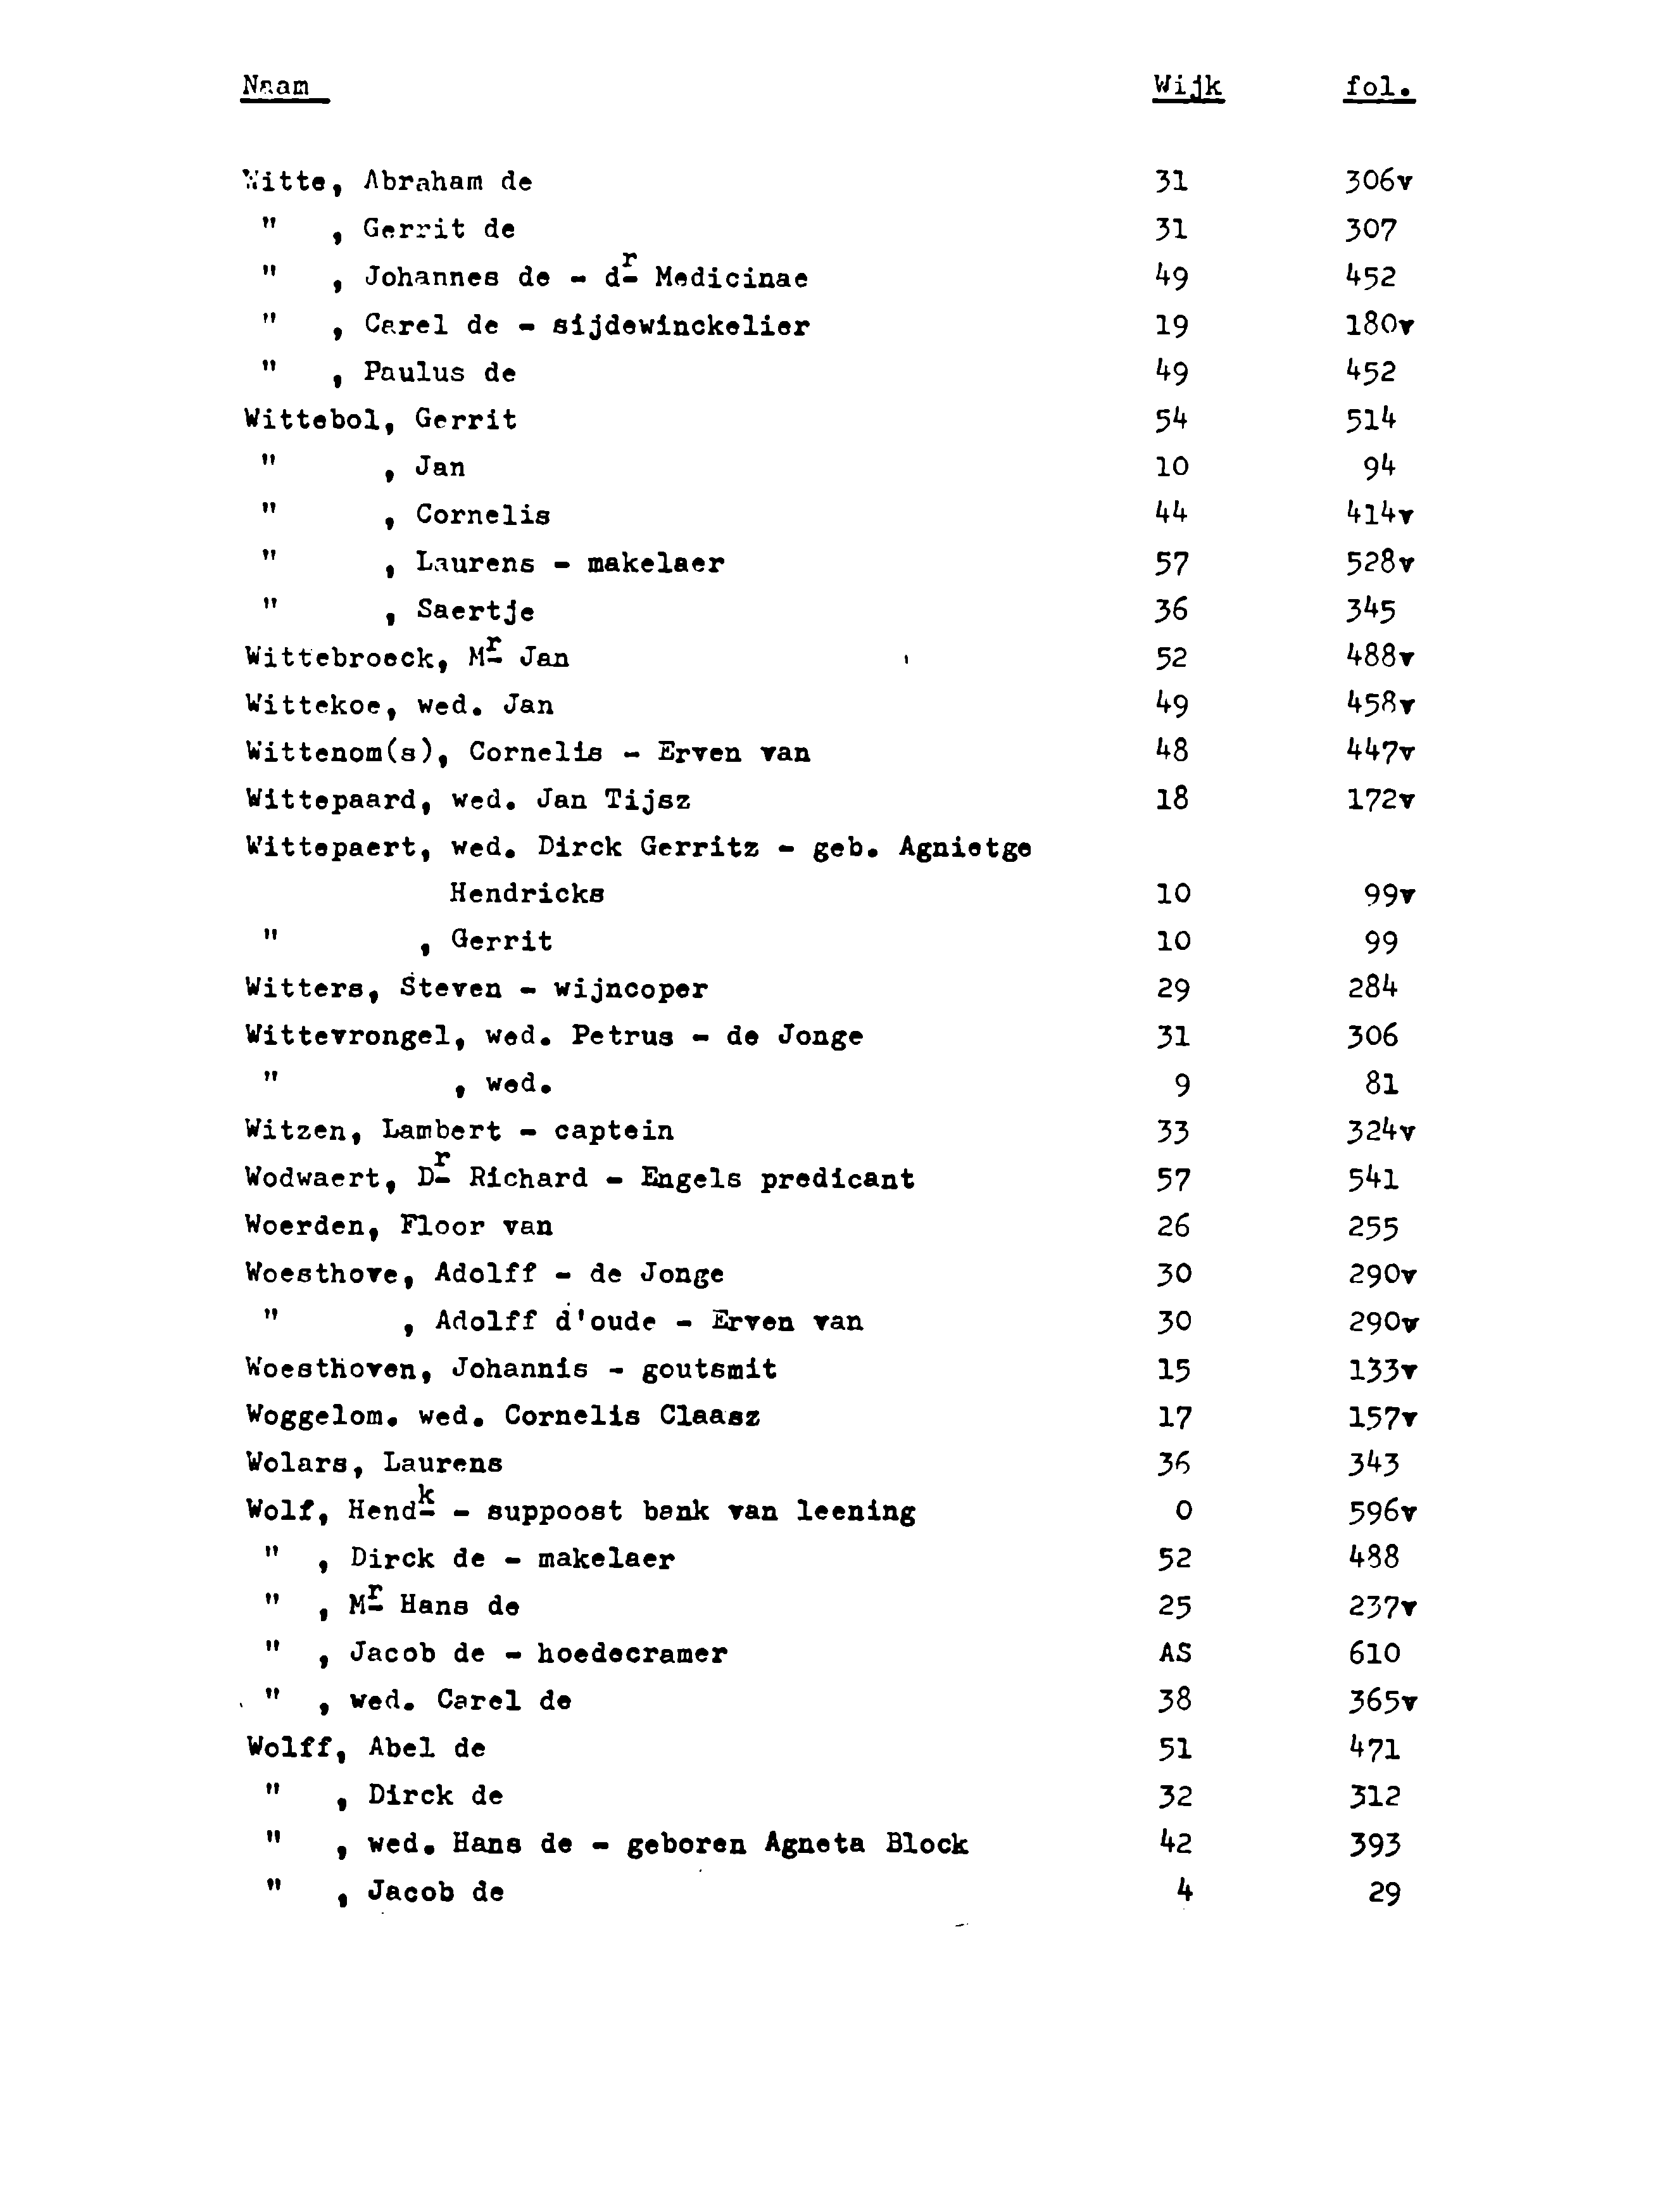 Naam Wijk fol.
Witte, Abraham de 31 306v
" , Gerrit de 31 307
" , Johannes de - dr Medicinae 49 452
" , Carel de - sijdewinckelier 19 180v
" , Paulus de 49 452
Wittebol, Gerrit 54 514
" , Jan 10 94
" , Cornelis 44 414v
" , Laurens - makelaer 57 528v
" , Saertje 36 345
Wittebroeck, Mr Jan 52 488v
Wittekoe, wed. Jan 49 458v
Wittenom(s), Cornelis - Erven van 48 447v
Wittepaard, wed. Jan Tijsz 18 172v
Wittepaert, wed. Dirck Gerritz - geb. Agnietge
Hendricks 10 99v
" , Gerrit 10 99
Witters, Steven - wijncoper 29 284
Wittevrongel, wed. Petrus - de Jonge 31 306
" , wed. 9 81
Witzen, Lambert - captein 33 324v
Wodwaert, Dr Richard - Engels predicant 57 541
Woerden, Floor van 26 255
Woesthove, Adolff - de Jonge 30 290v
" , Adolff d'oude - Erven van 30 290v
Woesthoven, Johannis - goutsmit 15 133v
Woggelom. wed. Cornelis Claasz 17 157v
Wolars, Laurens 36 343
Wolf, Hendk - suppoost bank van leening 0 596v
" , Dirck de - makelaer 52 488
" , Mr Hans de 25 237v
" , Jacob de - hoedecramer AS 610
" , wed. Carel de 38 365v
Wolff, Abel de 51 471
" , Dirck de 32 312
" , wed. Hans de - geboren Agneta Block 42 393
" , Jacob de 4 29